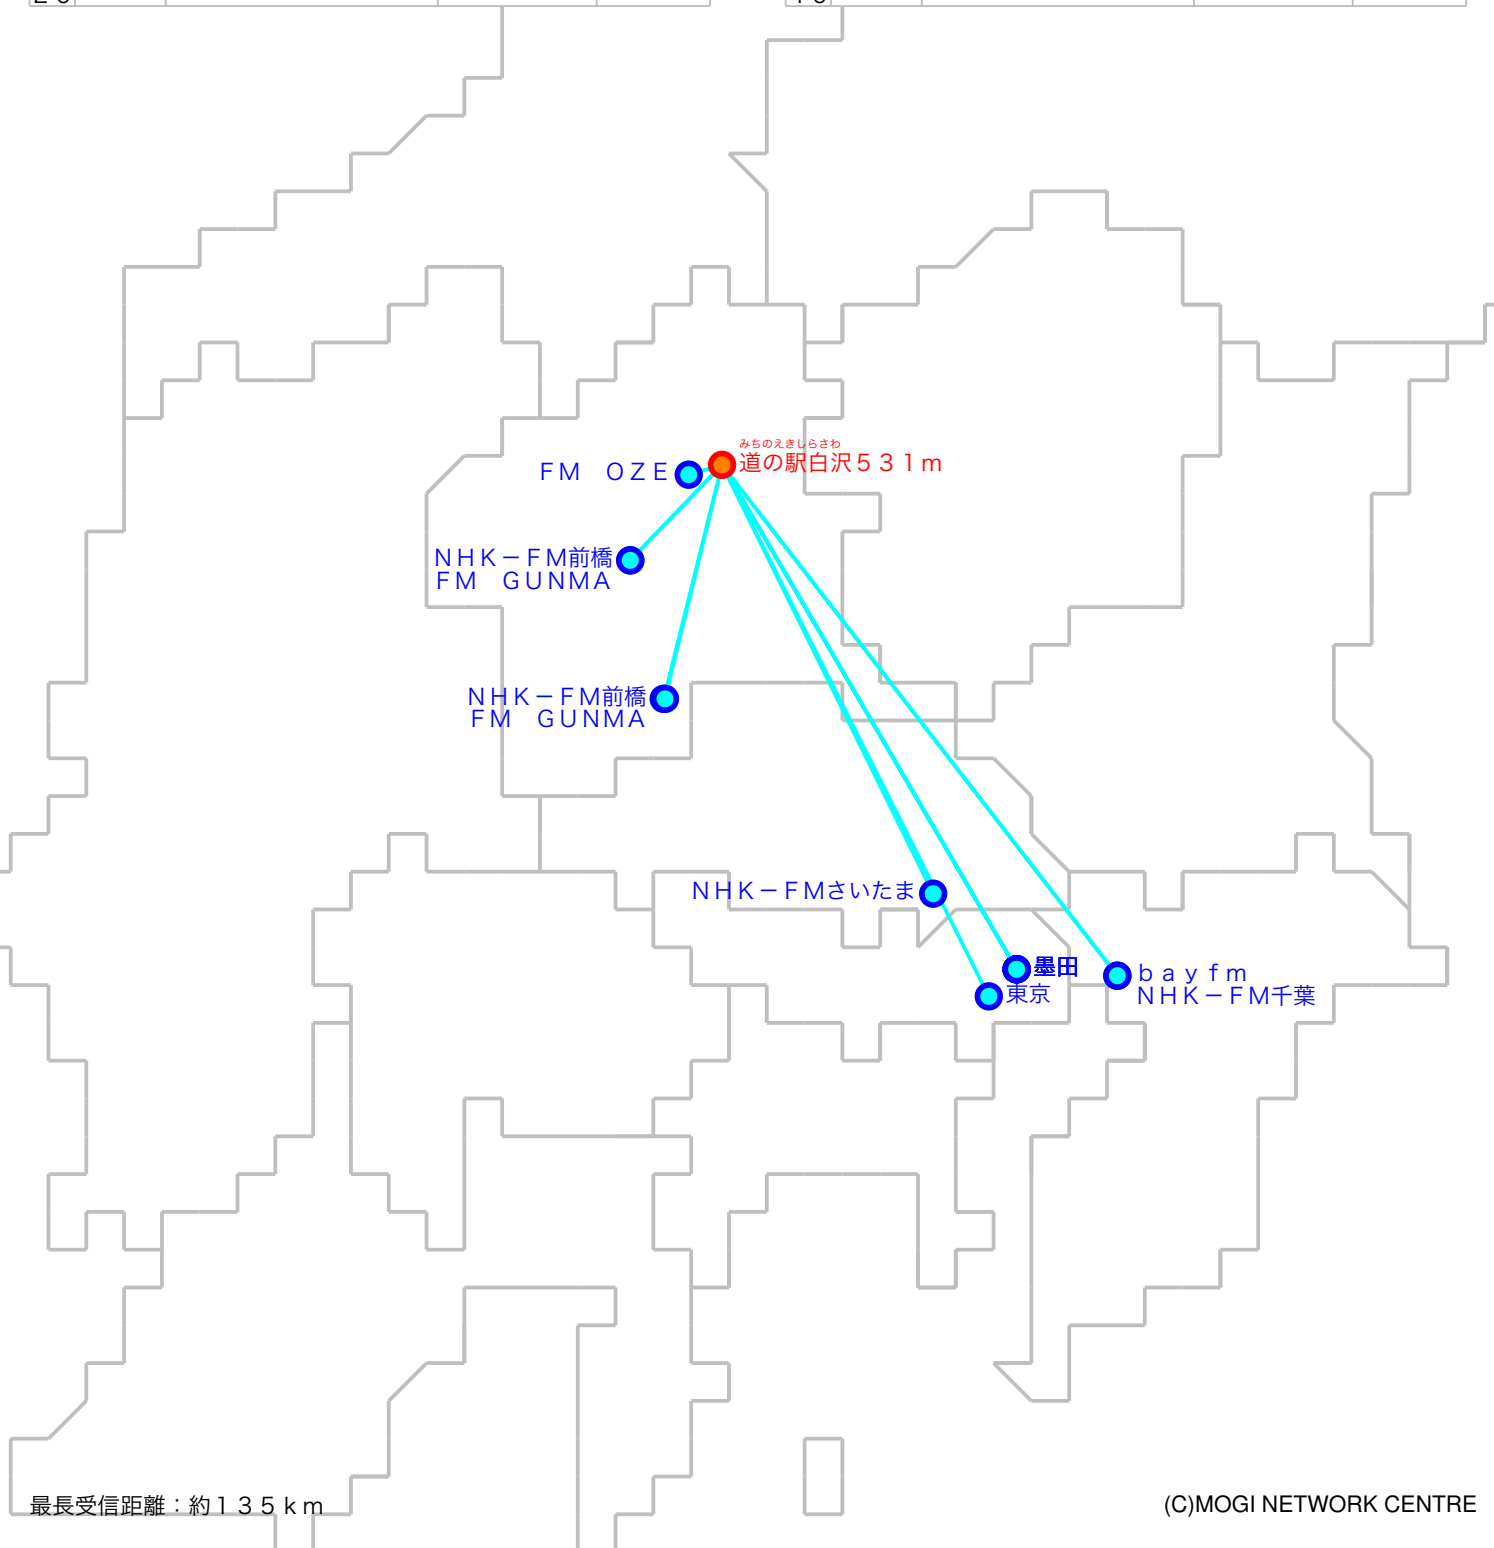 みちのえきしらさわ
道の駅白沢５３１ｍ
ＦＭ　ＯＺＥ
ＮＨＫ－ＦＭ前橋
ＦＭ　ＧＵＮＭＡ
ＮＨＫ－ＦＭ前橋
ＦＭ　ＧＵＮＭＡ
ＮＨＫ－ＦＭさいたま
墨田
ｂａｙｆｍ
東京
ＮＨＫ－ＦＭ千葉
最長受信距離：約１３５ｋｍ
(C)MOGI NETWORK CENTRE